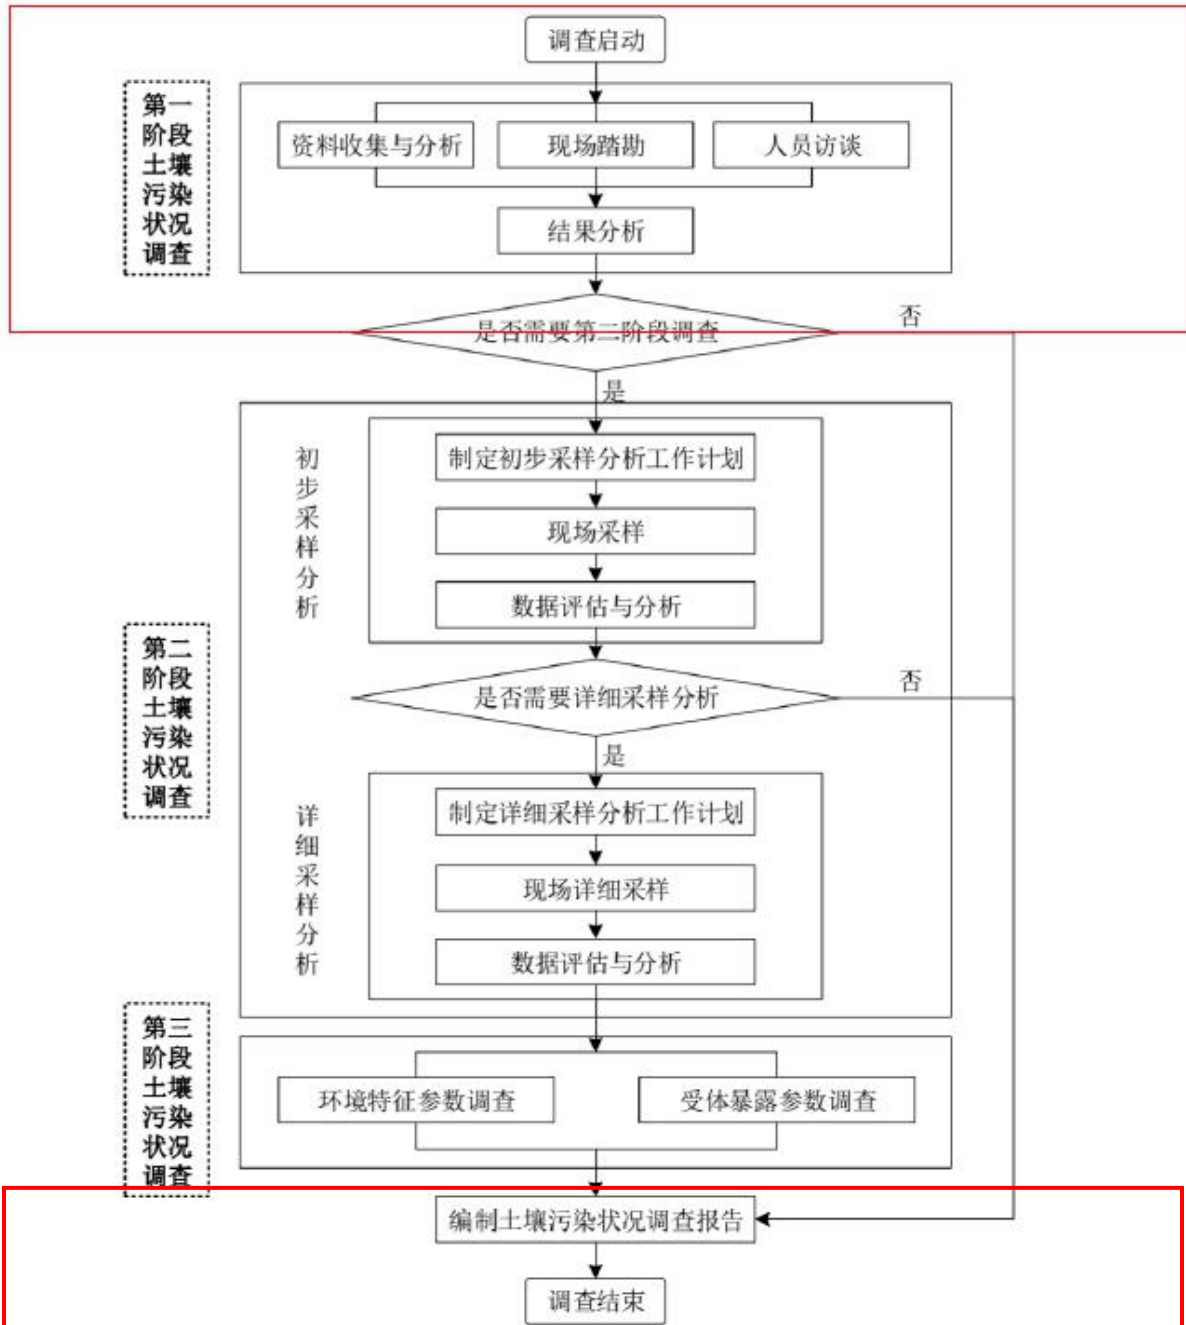 调查启动
第一
阶段
土壤
污染
状况
调查
资料收集与分析
现场踏勘
人员访谈
结果分析
是否需要第二阶段调查
否
是
第二
阶段
土壤
污染
状况
调查
初
步
采
样
分
析
制定初步采样分析工作计划
现场采样
数据评估与分析
是否需要详细采样分析
否
是
详
细
采
样
分
析
制定详细采样分析工作计划
现场详细采样
数据评估与分析
第三
阶段
土壤
污染
状况
调查
环境特征参数调查
受体暴露参数调查
编制土壤污染状况调查报告
调查结束